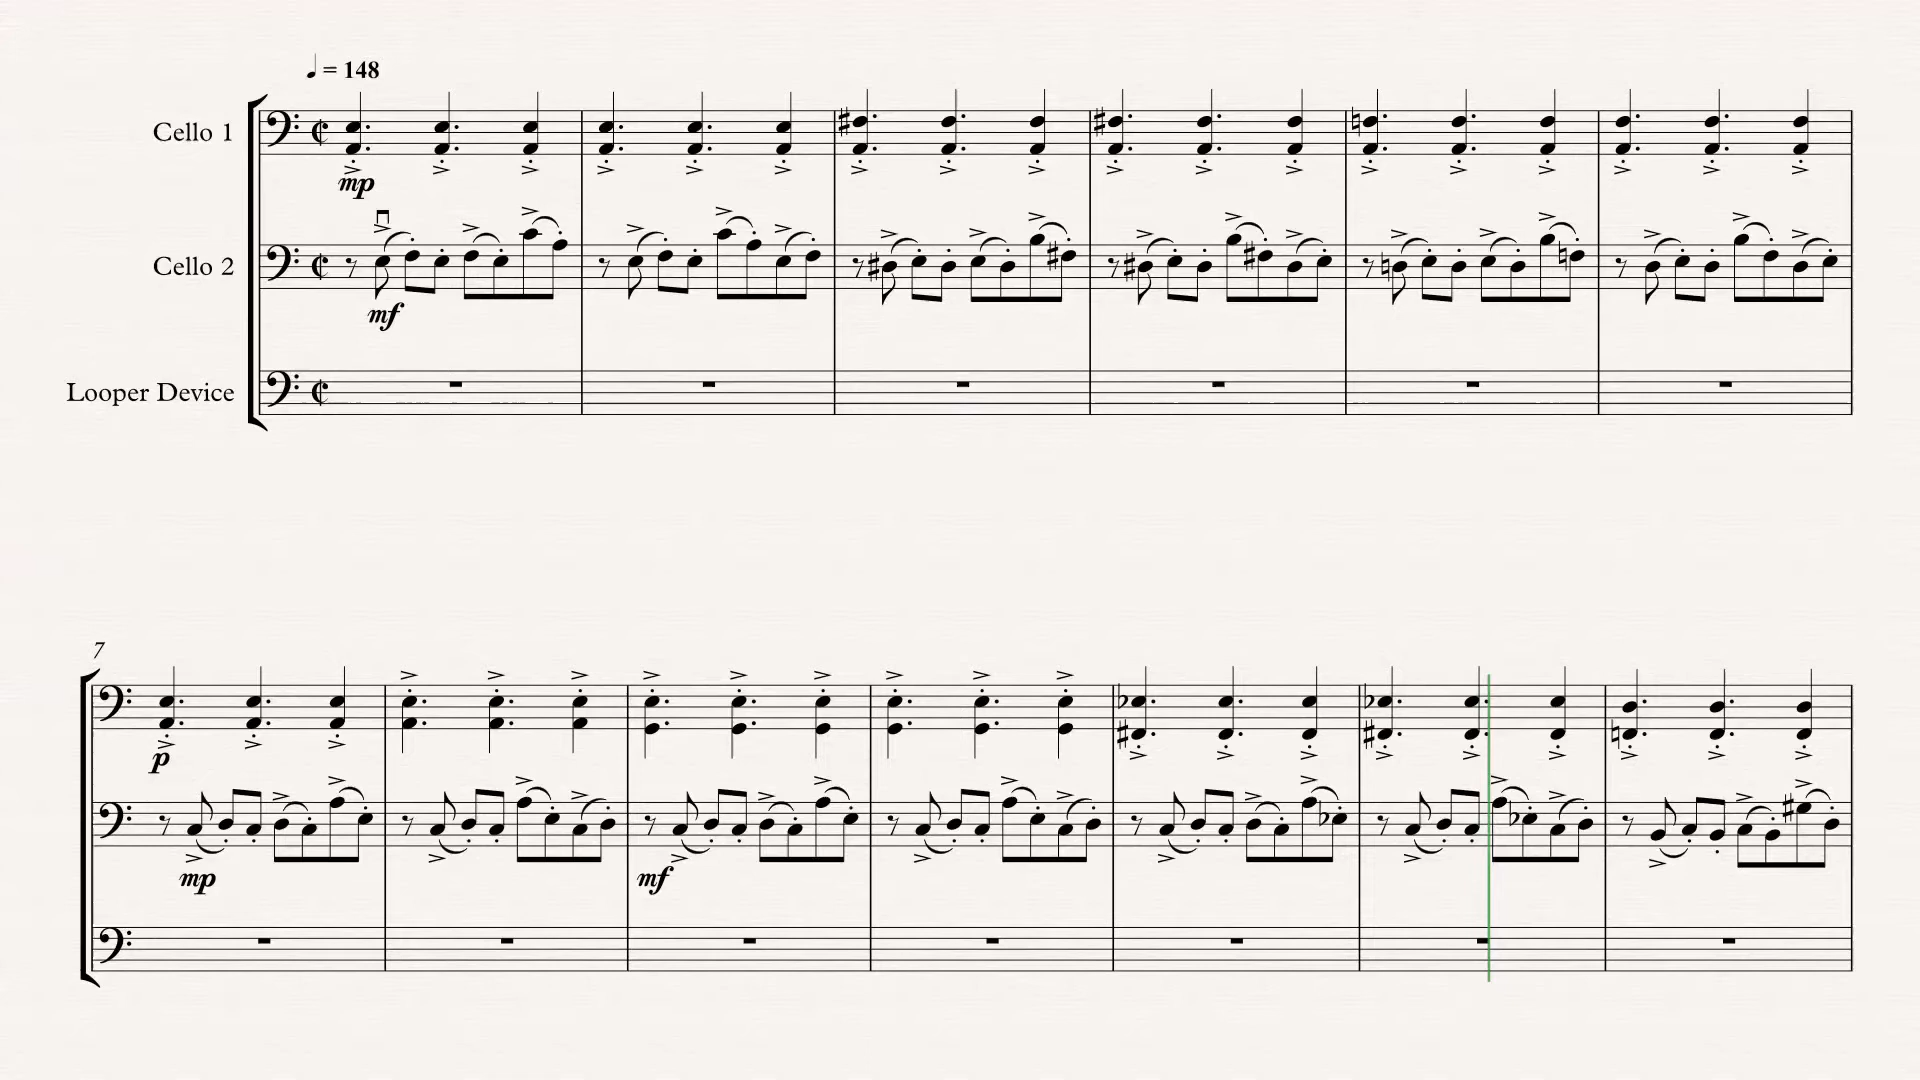 ♩ = 148
Cello 1
mp
Cello 2
mf
Looper Device
7
p
mp
mf